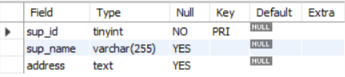 Field Type Null Key Default Extra
sup_id tinyint NO PRI NULL
sup_name varchar(255) YES NULL
address text YES NULL